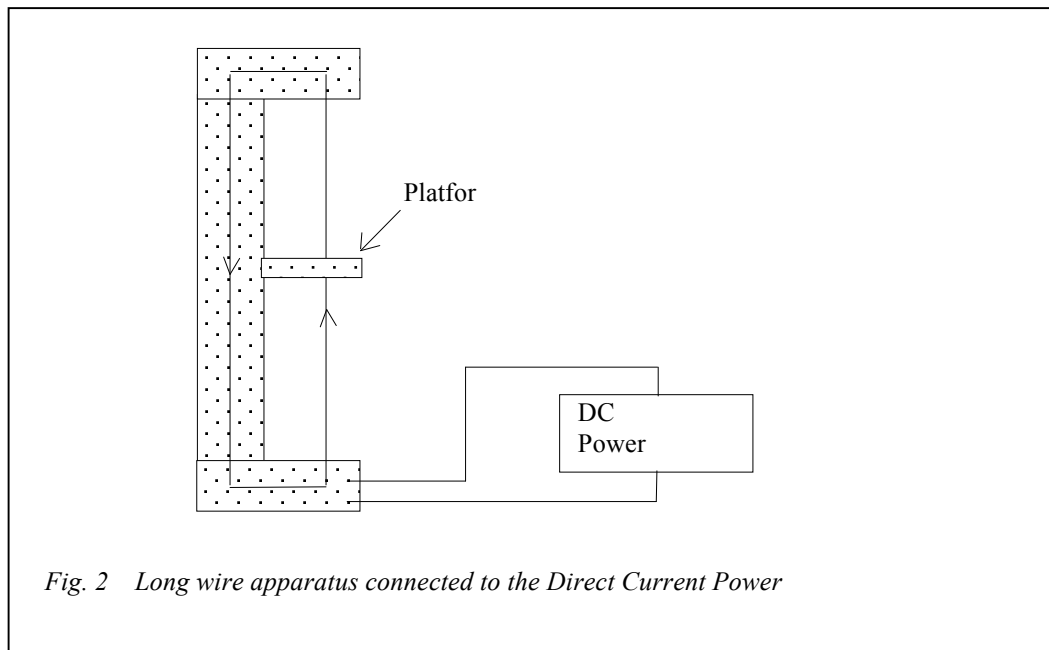 Platfor
DC
Power
Fig. 2 Long wire apparatus connected to the Direct Current Power